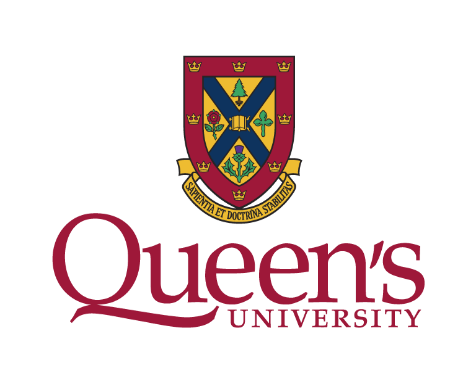 SAPIENTIA ET DOCTRINA STABILITAS
Queen's
UNIVERSITY